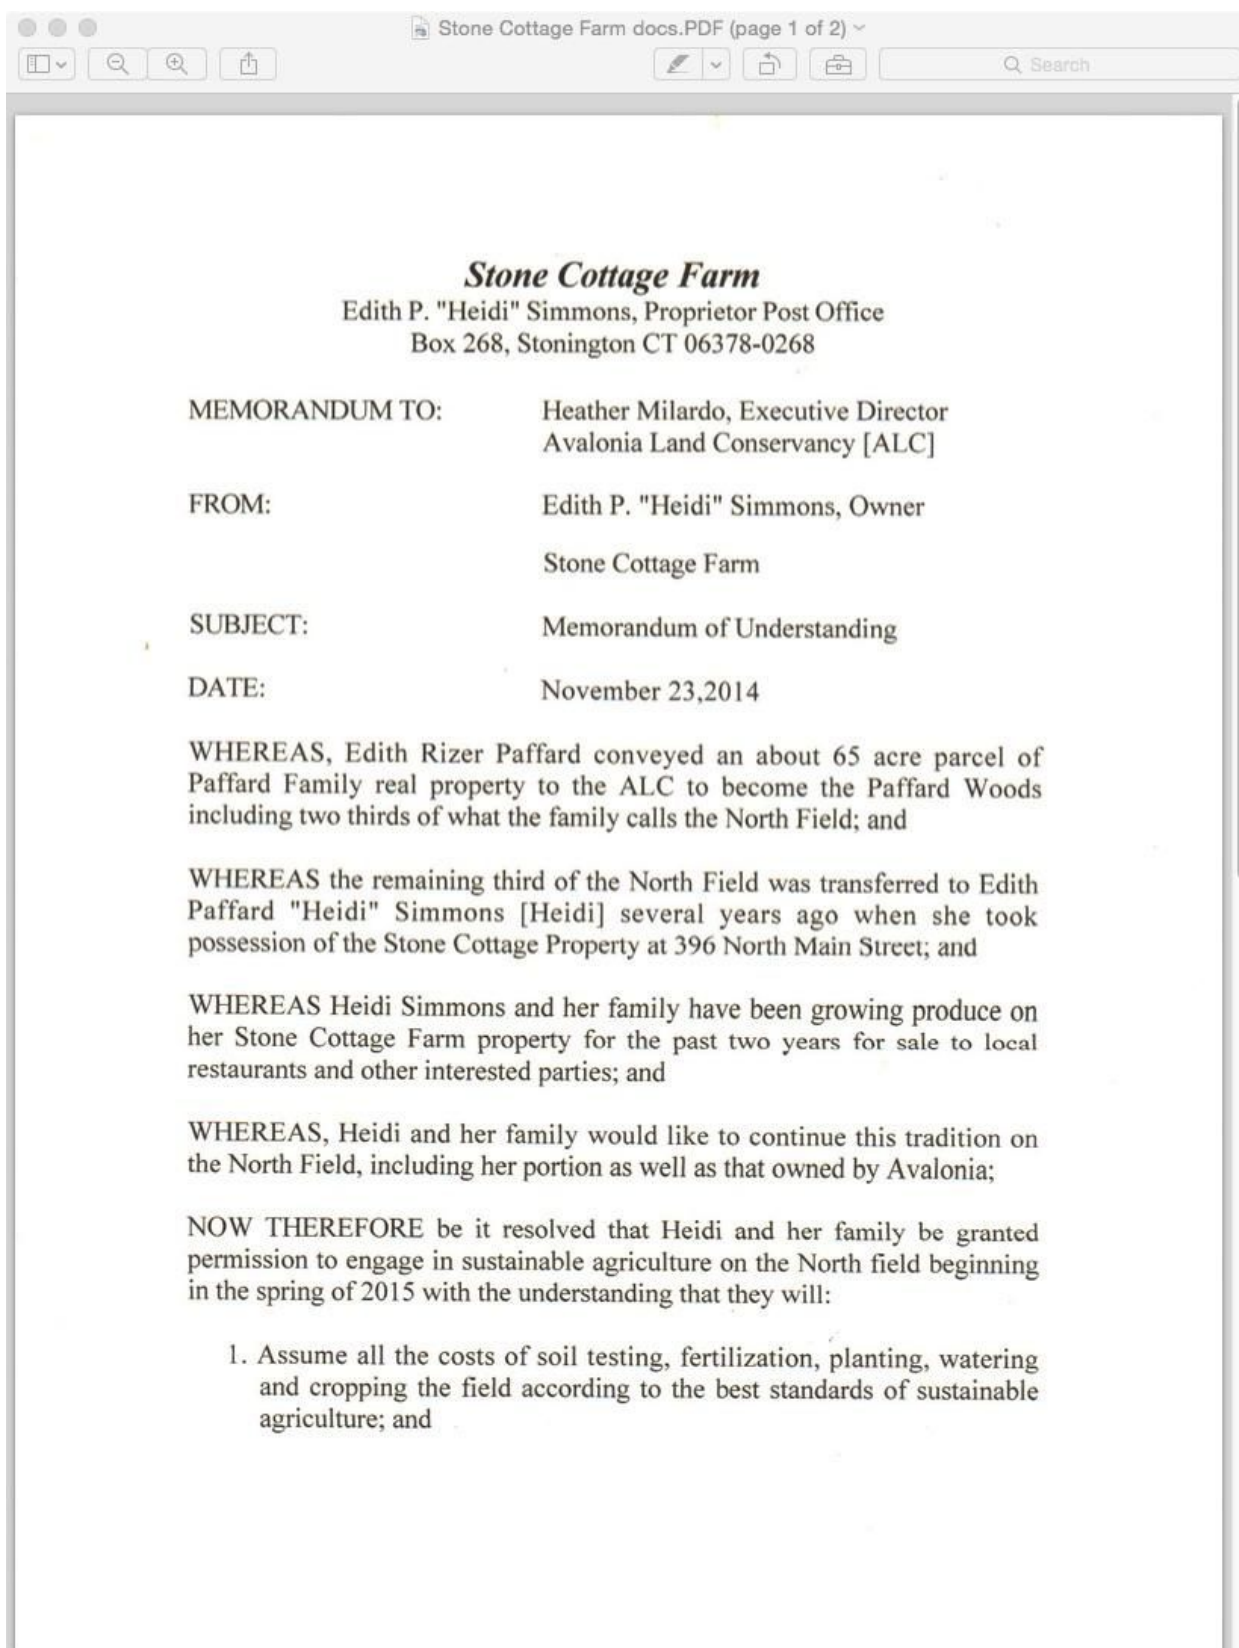 Stone Cottage Farm docs.PDF (page 1 of 2)
Search
Stone Cottage Farm
Edith P. "Heidi" Simmons, Proprietor Post Office
Box 268, Stonington CT 06378-0268
MEMORANDUM TO: Heather Milardo, Executive Director
Avalonia Land Conservancy [ALC]
FROM: Edith P. "Heidi" Simmons, Owner
Stone Cottage Farm
SUBJECT: Memorandum of Understanding
DATE: November 23,2014
WHEREAS, Edith Rizer Paffard conveyed an about 65 acre parcel of
Paffard Family real property to the ALC to become the Paffard Woods
including two thirds of what the family calls the North Field; and
WHEREAS the remaining third of the North Field was transferred to Edith
Paffard "Heidi" Simmons [Heidi] several years ago when she took
possession of the Stone Cottage Property at 396 North Main Street; and
WHEREAS Heidi Simmons and her family have been growing produce on
her Stone Cottage Farm property for the past two years for sale to local
restaurants and other interested parties; and
WHEREAS, Heidi and her family would like to continue this tradition on
the North Field, including her portion as well as that owned by Avalonia;
NOW THEREFORE be it resolved that Heidi and her family be granted
permission to engage in sustainable agriculture on the North field beginning
in the spring of 2015 with the understanding that they will:
1. Assume all the costs of soil testing, fertilization, planting, watering
and cropping the field according to the best standards of sustainable
agriculture; and